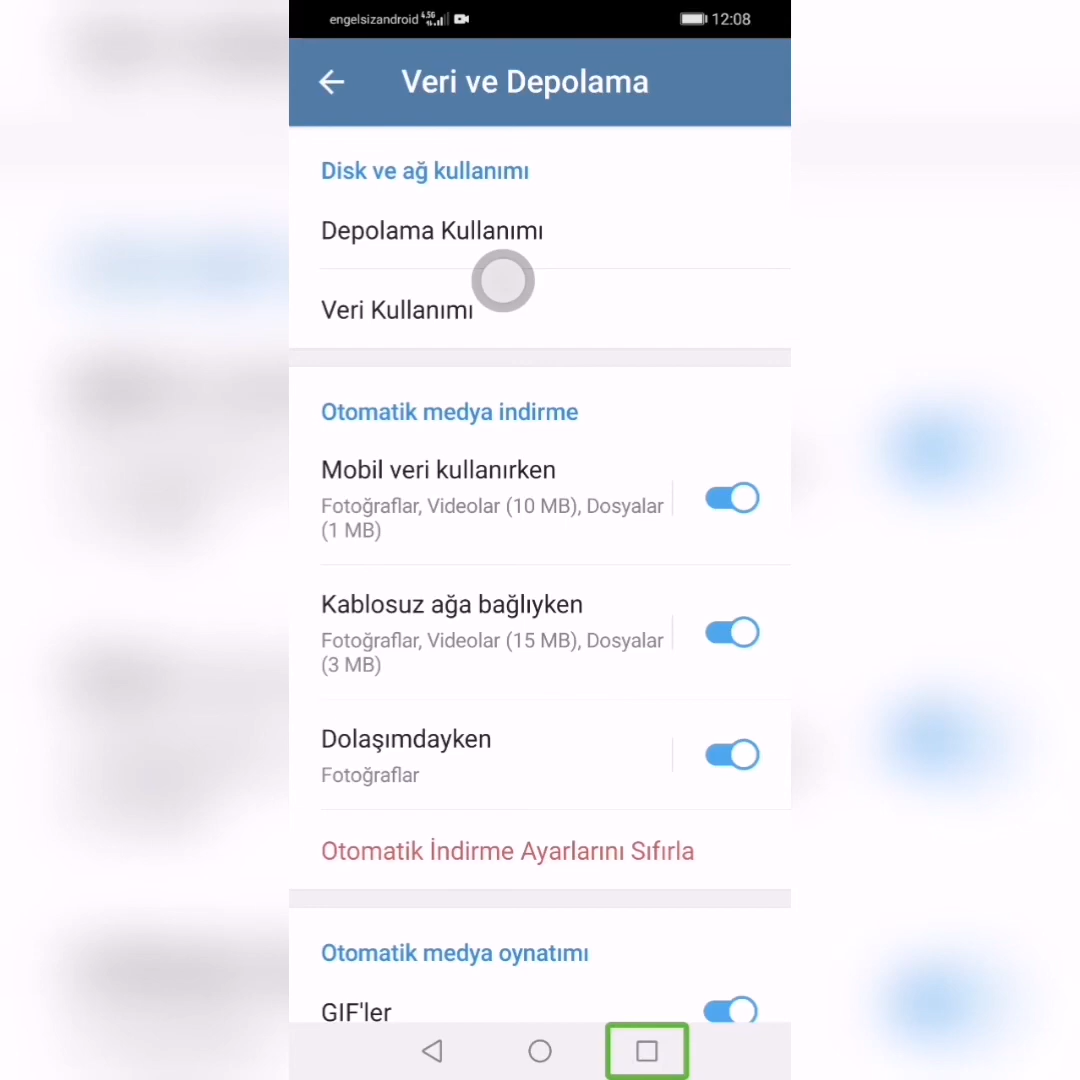 engelsizandroid 4.5G 12:08
Veri ve Depolama
Disk ve ağ kullanımı
Depolama Kullanımı
Veri Kullanımı
Otomatik medya indirme
Mobil veri kullanırken
Fotoğraflar, Videolar (10 MB), Dosyalar
(1 MB)
Kablosuz ağa bağlıyken
Fotoğraflar, Videolar (15 MB), Dosyalar
(3 MB)
Dolaşımdayken
Fotoğraflar
Otomatik İndirme Ayarlarını Sıfırla
Otomatik medya oynatımı
GIF'ler